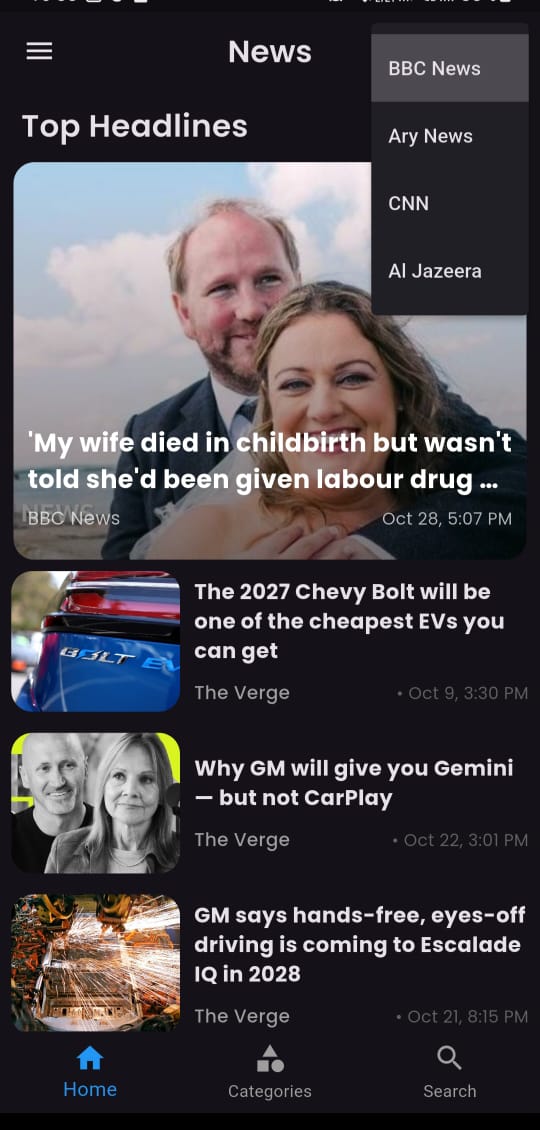 News
BBC News
Ary News
CNN
Al Jazeera
Top Headlines
'My wife died in childbirth but wasn't
told she'd been given labour drug ...
NEWS
BBC News
Oct 28, 5:07 PM
BOLT EV
The 2027 Chevy Bolt will be
one of the cheapest EVs you
can get
The Verge
• Oct 9, 3:30 PM
Why GM will give you Gemini
— but not CarPlay
The Verge
• Oct 22, 3:01 PM
GM says hands-free, eyes-off
driving is coming to Escalade
IQ in 2028
The Verge
• Oct 21, 8:15 PM
Home
Categories
Search